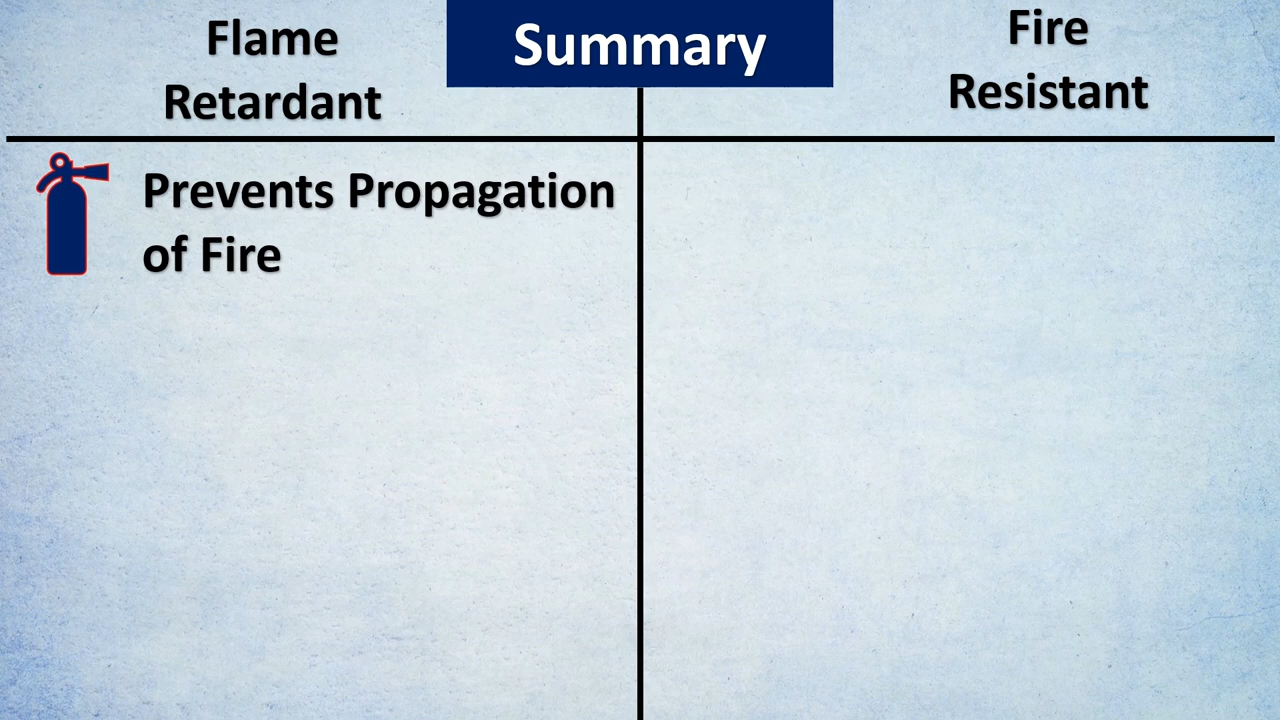 Summary
Flame
Retardant
Fire
Resistant
Prevents Propagation
of Fire